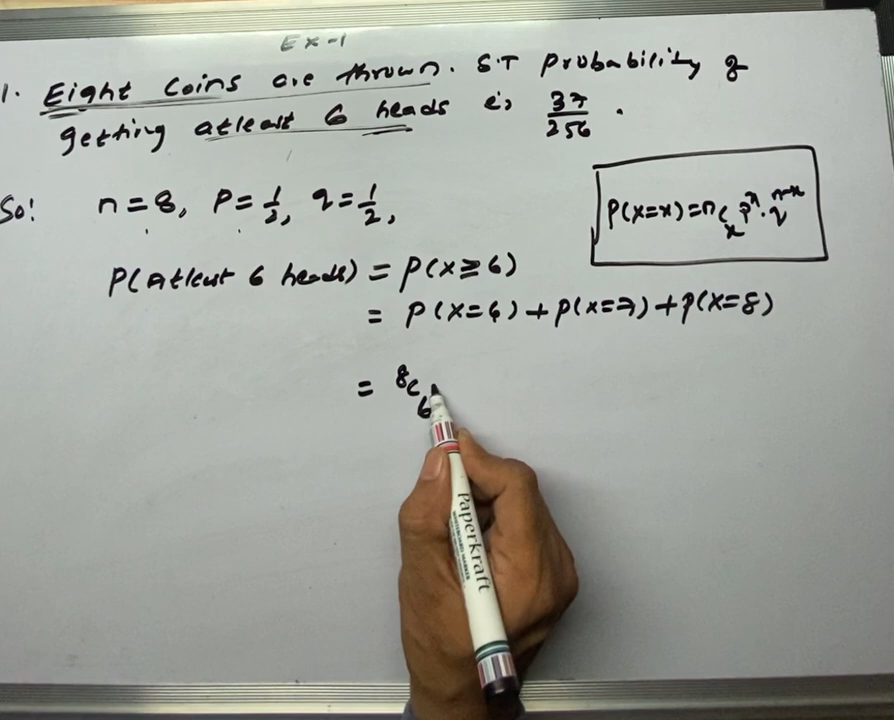 Ex-1
1. Eight Coins are thrown. S.T probability of
getting atleast 6 heads is 37/256 .
So! n=8, P=1/2, q=1/2,
P(x=x)=nCx p^x. q^n-x
P(Atleast 6 heads) = P(x≥6)
= P(x=6)+P(x=7)+P(x=8)
= 8C6
Paperkraft